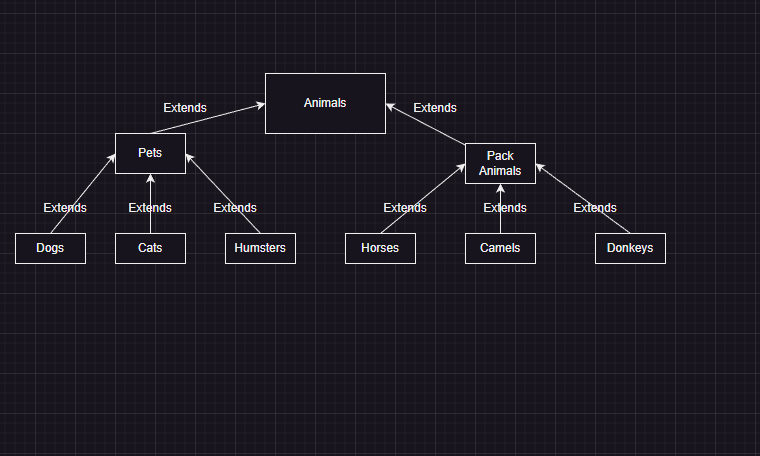 Animals
Extends
Extends
Pets
Pack
Animals
Extends
Extends
Extends
Extends
Extends
Extends
Dogs
Cats
Humsters
Horses
Camels
Donkeys